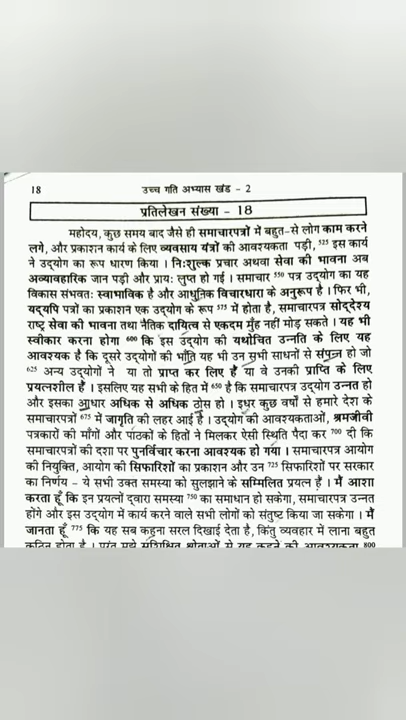 18 उच्च गति अभ्यास खंड - 2
प्रतिलेखन संख्या - 18
महोदय, कुछ समय बाद जैसे ही समाचारपत्रों में बहुत-से लोग काम करने
लगे, और प्रकाशन कार्य के लिए व्यवसाय यंत्रों की आवश्यकता पड़ी, 525 इस कार्य
ने उद्योग का रूप धारण किया । निःशुल्क प्रचार अथवा सेवा की भावना अब
अव्यावहारिक जान पड़ी और प्रायः लुप्त हो गई । समाचार 550 पत्र उद्योग का यह
विकास संभवतः स्वाभाविक है और आधुनिक विचारधारा के अनुरूप है । फिर भी,
यद्यपि पत्रों का प्रकाशन एक उद्योग के रूप 575 में होता है, समाचारपत्र सोद्देश्य
राष्ट्र सेवा की भावना तथा नैतिक दायित्व से एकदम मुँह नहीं मोड़ सकते । यह भी
स्वीकार करना होगा 600 कि इस उद्योग की यथोचित उन्नति के लिए यह
आवश्यक है कि दूसरे उद्योगों की भाँति यह भी उन सभी साधनों से संपन्न हो जो
625 अन्य उद्योगों ने या तो प्राप्त कर लिए हैं या वे उनकी प्राप्ति के लिए
प्रयत्नशील हैं । इसलिए यह सभी के हित में 650 है कि समाचारपत्र उद्योग उन्नत हो
और इसका आधार अधिक से अधिक ठोस हो । इधर कुछ वर्षों से हमारे देश के
समाचारपत्रों 675 में जागृति की लहर आई है । उद्योग की आवश्यकताओं, श्रमजीवी
पत्रकारों की माँगों और पाठकों के हितों ने मिलकर ऐसी स्थिति पैदा कर 700 दी कि
समाचारपत्रों की दशा पर पुनर्विचार करना आवश्यक हो गया । समाचारपत्र आयोग
की नियुक्ति, आयोग की सिफारिशों का प्रकाशन और उन 725 सिफारिशों पर सरकार
का निर्णय - ये सभी उक्त समस्या को सुलझाने के सम्मिलित प्रयत्न हैं । मैं आशा
करता हूँ कि इन प्रयत्नों द्वारा समस्या 750 का समाधान हो सकेगा, समाचारपत्र उन्नत
होंगे और इस उद्योग में कार्य करने वाले सभी लोगों को संतुष्ट किया जा सकेगा । मैं
जानता हूँ 775 कि यह सब कहना सरल दिखाई देता है, किंतु व्यवहार में लाना बहुत
कठिन होता है । परंतु मुझे श्रोताओं से यह कहने की आवश्यकता 800